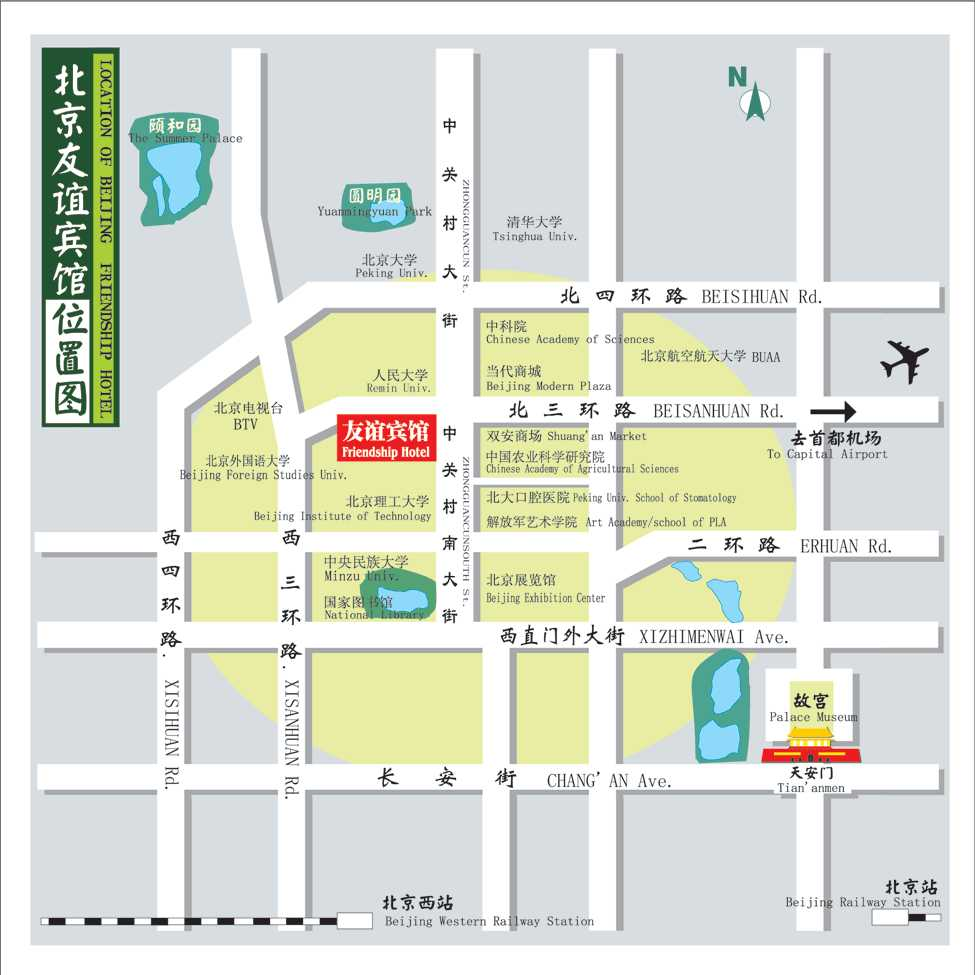 北京友谊宾馆位置图
LOCATION OF BEIJING FRIENDSHIP HOTEL
N
颐和园
The Summer Palace
圆明园
Yuanmingyuan Park
中关村大街
ZHONGGUANCUN St.
清华大学
Tsinghua Univ.
北京大学
Peking Univ.
北四环路 BEISIHUAN Rd.
中科院
Chinese Academy of Sciences
北京航空航天大学 BUAA
人民大学
Remin Univ.
当代商城
Beijing Modern Plaza
北京电视台
BTV
北三环路 BEISANHUAN Rd.
去首都机场
To Capital Airport
友谊宾馆
Friendship Hotel
双安商场 Shuang'an Market
中国农业科学研究院
Chinese Academy of Agricultural Sciences
北京外国语大学
Beijing Foreign Studies Univ.
中关村南大街
ZHONGGUANCUNSOUTH St.
北大口腔医院 Peking Univ. School of Stomatology
北京理工大学
Beijing Institute of Technology
解放军艺术学院 Art Academy/school of PLA
二环路 ERHUAN Rd.
西四环路.
XISIHUAN Rd.
西三环路.
XISANHUAN Rd.
中央民族大学
Minzu Univ.
国家图书馆
National Library
北京展览馆
Beijing Exhibition Center
西直门外大街 XIZHIMENWAI Ave.
故宫
Palace Museum
天安门
Tian'anmen
长安街 CHANG'AN Ave.
北京西站
Beijing Western Railway Station
北京站
Beijing Railway Station